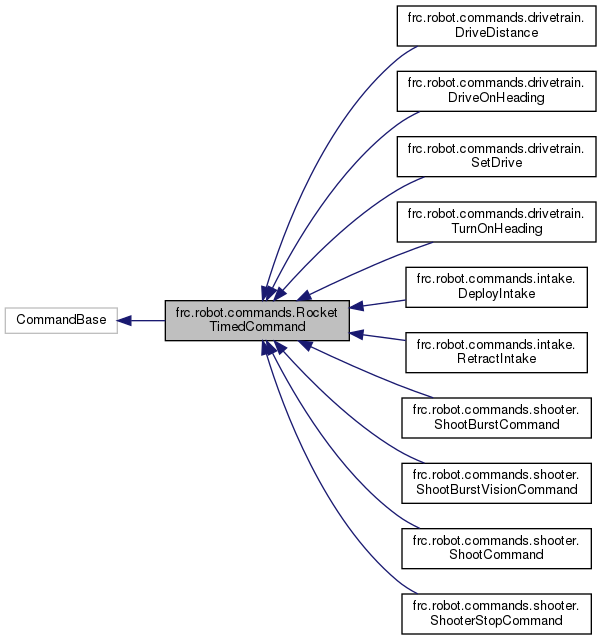 frc.robot.commands.drivetrain.
DriveDistance
frc.robot.commands.drivetrain.
DriveOnHeading
frc.robot.commands.drivetrain.
SetDrive
frc.robot.commands.drivetrain.
TurnOnHeading
frc.robot.commands.intake.
DeployIntake
CommandBase
frc.robot.commands.Rocket
TimedCommand
frc.robot.commands.intake.
RetractIntake
frc.robot.commands.shooter.
ShootBurstCommand
frc.robot.commands.shooter.
ShootBurstVisionCommand
frc.robot.commands.shooter.
ShootCommand
frc.robot.commands.shooter.
ShooterStopCommand